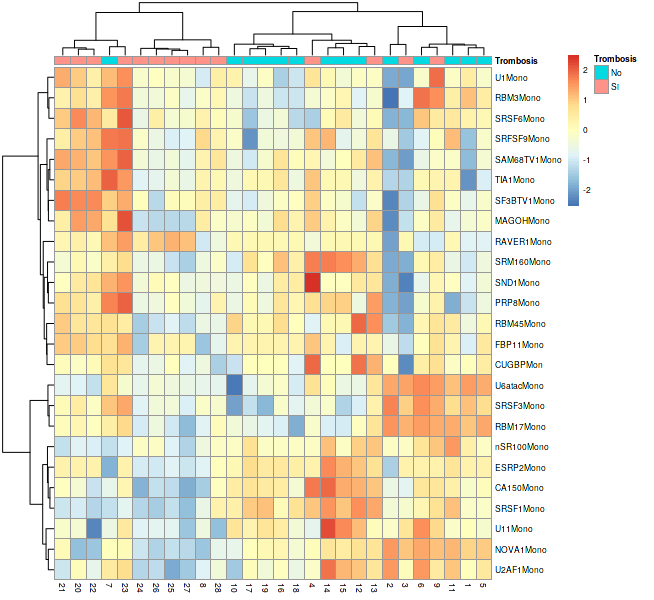 Trombosis
U1Mono
RBM3Mono
SRSF6Mono
SRFSF9Mono
SAM68TV1Mono
TIA1Mono
SF3BTV1Mono
MAGOHMono
RAVER1Mono
SRM160Mono
SND1Mono
PRP8Mono
RBM45Mono
FBP11Mono
CUGBPMon
U6atacMono
SRSF3Mono
RBM17Mono
nSR100Mono
ESRP2Mono
CA150Mono
SRSF1Mono
U11Mono
NOVA1Mono
U2AF1Mono
21 20 22 7 23 24 26 25 27 8 28 10 17 19 16 18 4 14 15 12 13 2 3 6 9 11 1 5
2
1
0
-1
-2
Trombosis
No
SI